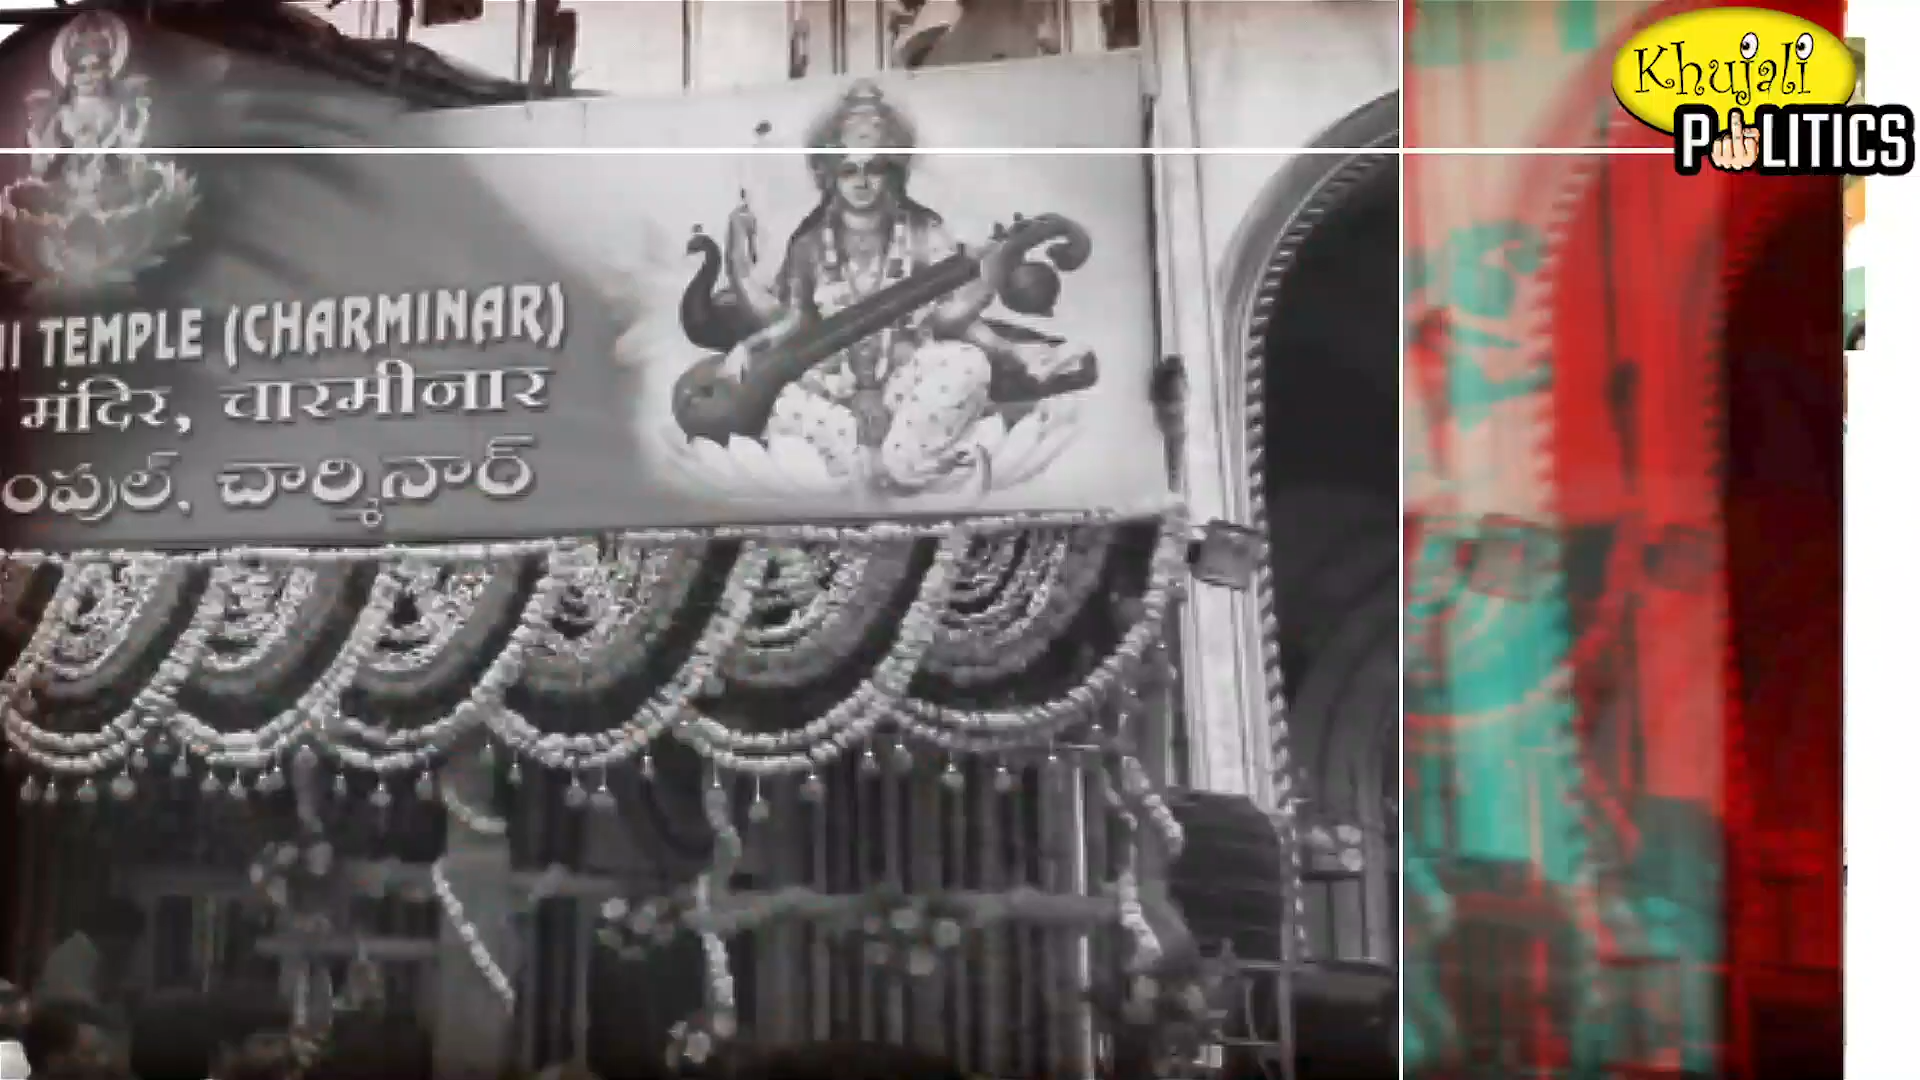 Khujali
POLITICS
TEMPLE (CHARMINAR)
मंदिर, चारमीनार
చార్మినార్